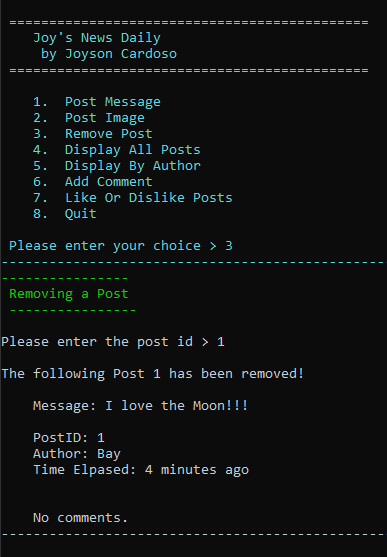 =============================================
Joy's News Daily
by Joyson Cardoso
=============================================
1. Post Message
2. Post Image
3. Remove Post
4. Display All Posts
5. Display By Author
6. Add Comment
7. Like Or Dislike Posts
8. Quit
Please enter your choice > 3
------------------------------------------------
----------------
Removing a Post
----------------
Please enter the post id > 1
The following Post 1 has been removed!
Message: I love the Moon!!!
PostID: 1
Author: Bay
Time Elpased: 4 minutes ago
No comments.
------------------------------------------------